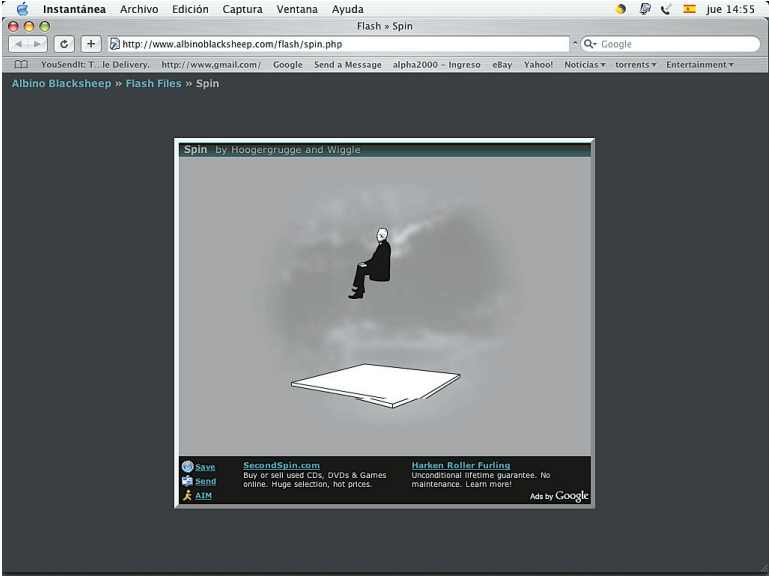 Instantánea Archivo Edición Captura Ventana Ayuda jue 14:55
Flash » Spin
http://www.albinoblacksheep.com/flash/spin.php Google
YouSendIt: T...le Delivery. http://www.gmail.com/ Google Send a Message alpha2000 – Ingreso eBay Yahoo! Noticias torrents Entertainment
Albino Blacksheep » Flash Files » Spin
Spin by Hoogergrugge and Wiggle
Save
Send
AIM
SecondSpin.com
Buy or sell used CDs, DVDs & Games
online. Huge selection, hot prices.
Harken Roller Furling
Unconditional lifetime guarantee. No
maintenance. Learn more!
Ads by Google